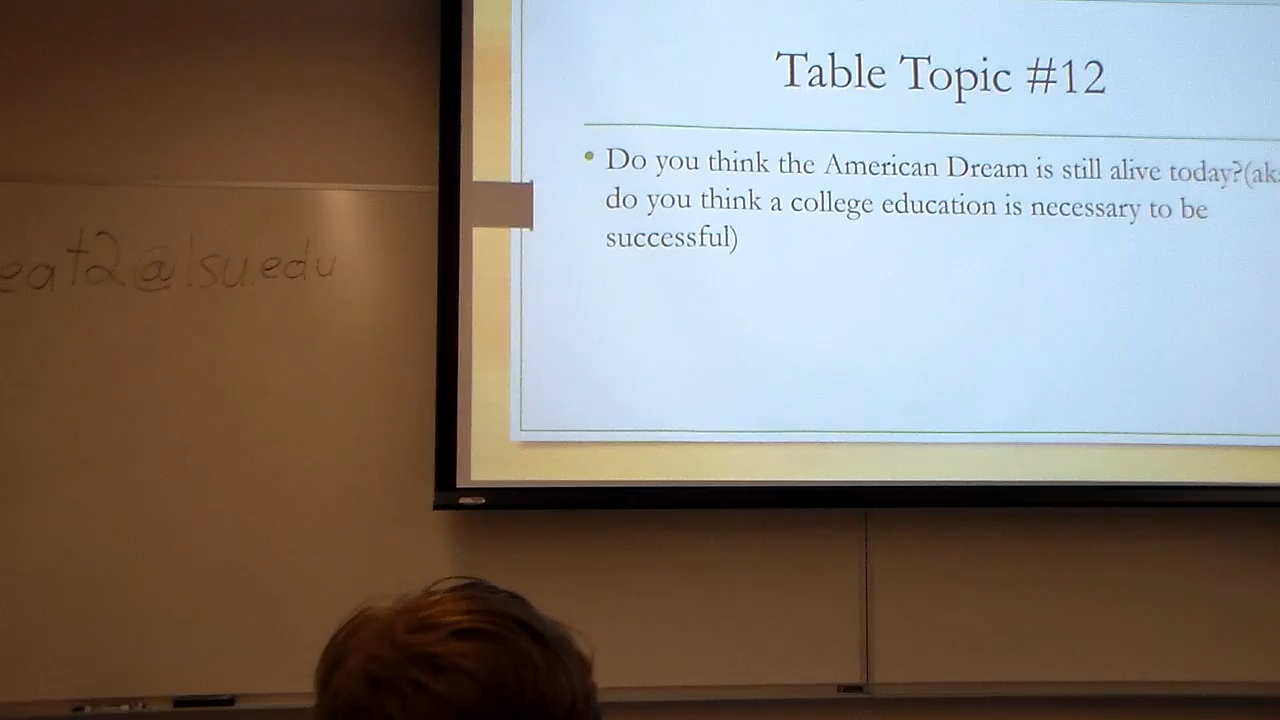 Table Topic #12
• Do you think the American Dream is still alive today?(ak
do you think a college education is necessary to be
successful)
eat2@lsu.edu